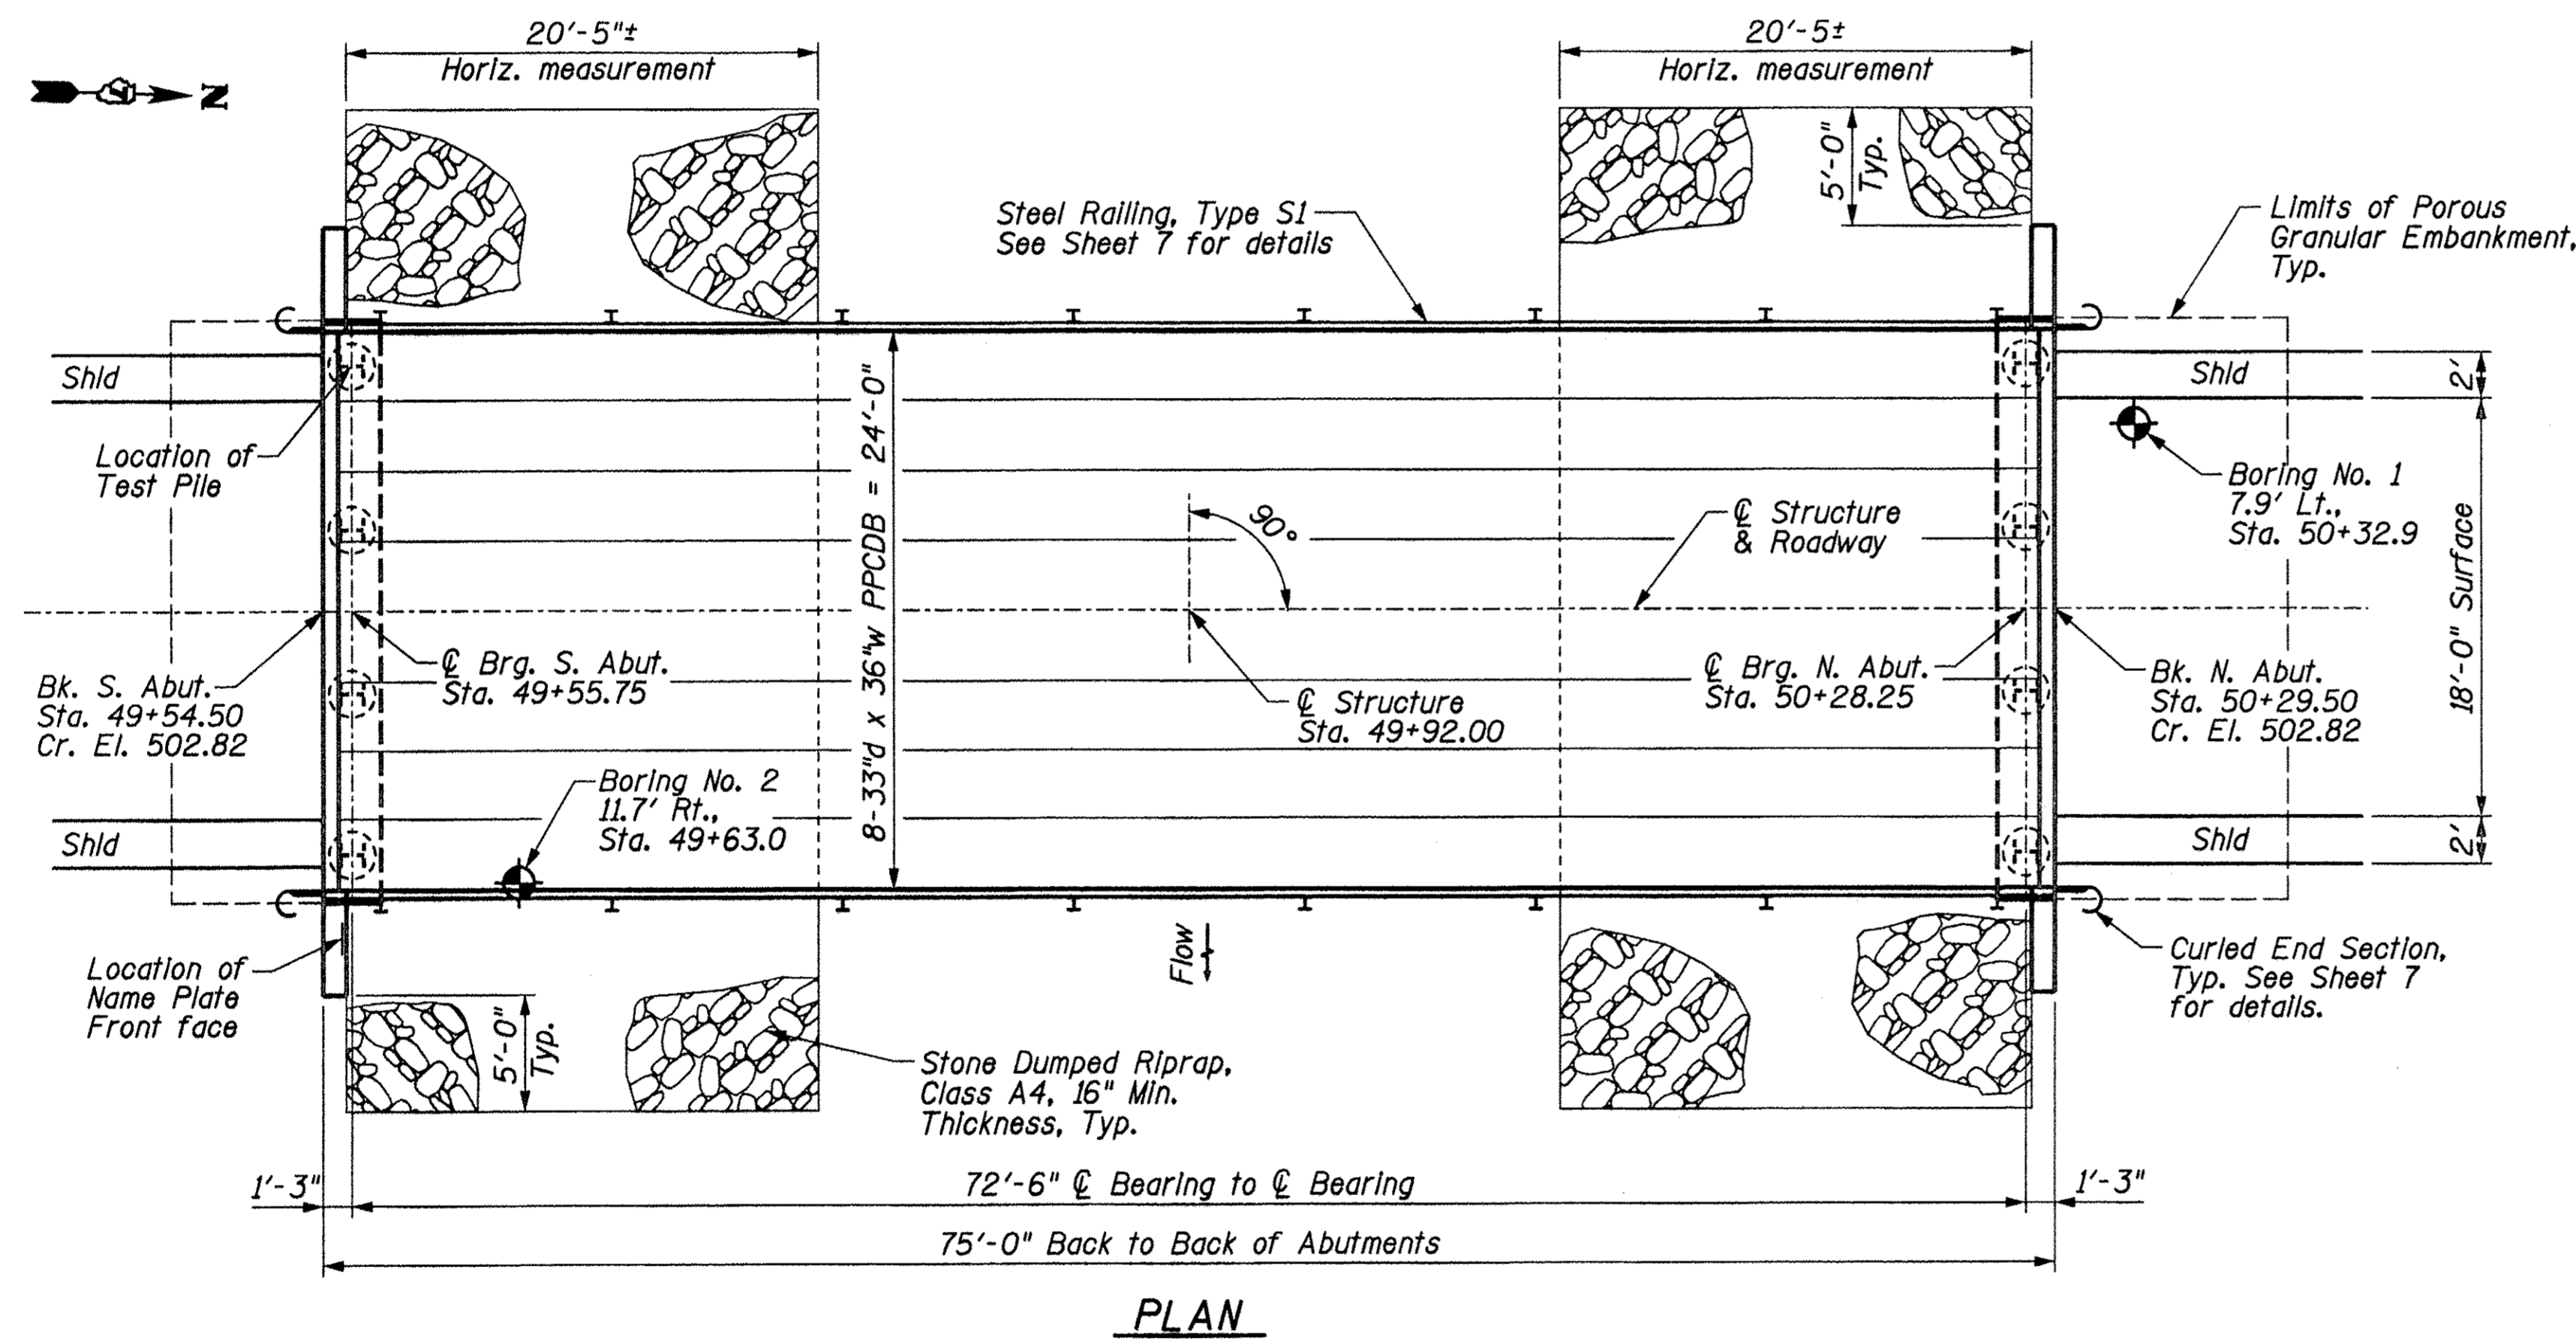 20'-5"±
Horiz. measurement
20'-5±
Horiz. measurement
N
5'-0"
Typ.
Steel Railing, Type S1
See Sheet 7 for details
Limits of Porous
Granular Embankment,
Typ.
Shld
Shld
2'
Location of
Test Pile
8-33"d x 36"w PPCDB = 24'-0"
90°
℄ Structure
& Roadway
Boring No. 1
7.9' Lt.,
Sta. 50+32.9
18'-0" Surface
Bk. S. Abut.
Sta. 49+54.50
Cr. El. 502.82
℄ Brg. S. Abut.
Sta. 49+55.75
℄ Structure
Sta. 49+92.00
℄ Brg. N. Abut.
Sta. 50+28.25
Bk. N. Abut.
Sta. 50+29.50
Cr. El. 502.82
Boring No. 2
11.7' Rt.,
Sta. 49+63.0
Shld
Shld
2'
Location of
Name Plate
Front face
Flow
Curled End Section,
Typ. See Sheet 7
for details.
5'-0"
Typ.
Stone Dumped Riprap,
Class A4, 16" Min.
Thickness, Typ.
1'-3"
72'-6" ℄ Bearing to ℄ Bearing
1'-3"
75'-0" Back to Back of Abutments
PLAN